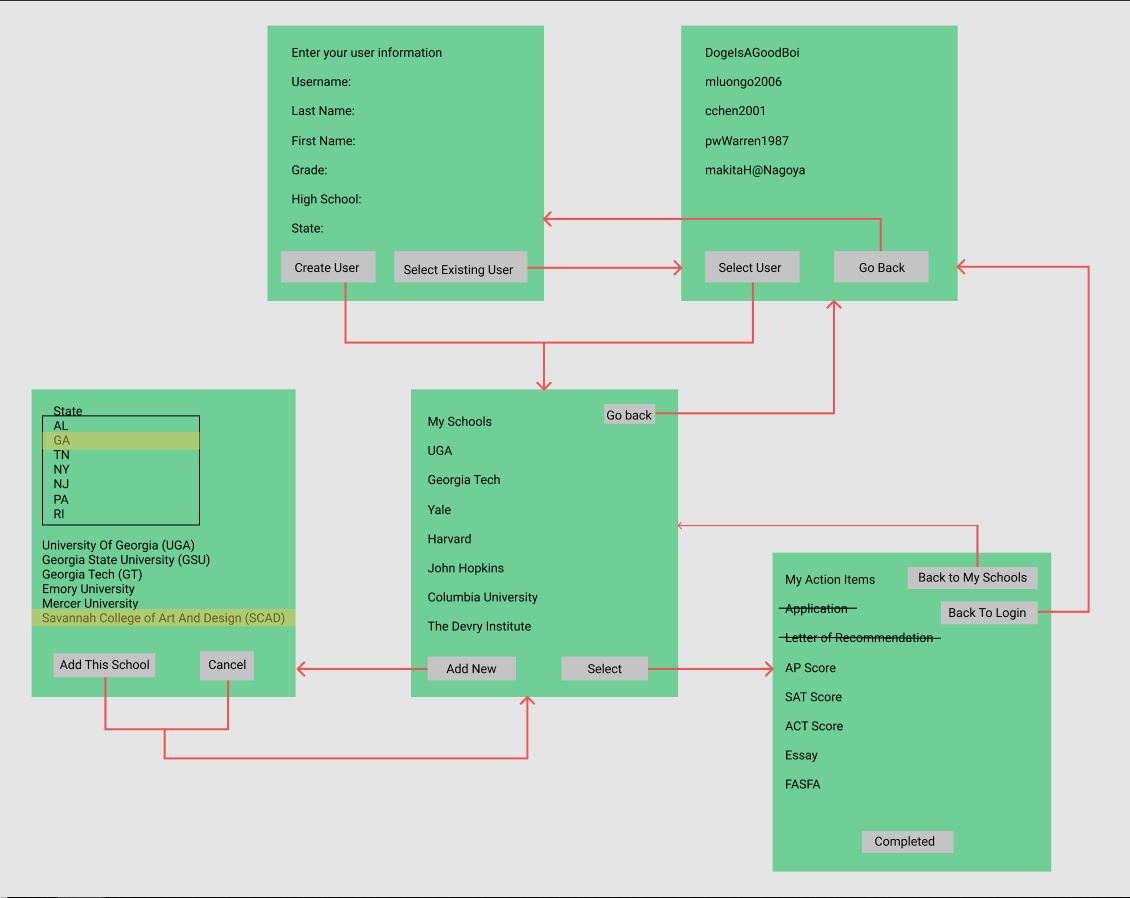 Enter your user information
Username:
Last Name:
First Name:
Grade:
High School:
State:
Create User
Select Existing User
DogeIsAGoodBoi
mluongo2006
cchen2001
pwWarren1987
makitaH@Nagoya
Select User
Go Back
State
AL
GA
TN
NY
NJ
PA
RI
University Of Georgia (UGA)
Georgia State University (GSU)
Georgia Tech (GT)
Emory University
Mercer University
Savannah College of Art And Design (SCAD)
Add This School
Cancel
My Schools
Go back
UGA
Georgia Tech
Yale
Harvard
John Hopkins
Columbia University
The Devry Institute
Add New
Select
My Action Items
Back to My Schools
Application
Back To Login
Letter of Recommendation
AP Score
SAT Score
ACT Score
Essay
FASFA
Completed